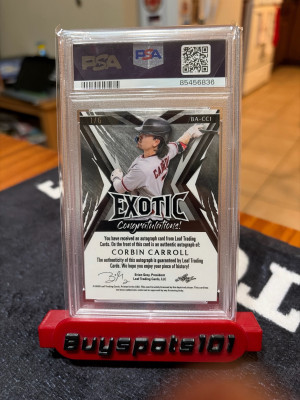 PSA
PSA
85456836
BA-CC1
EXOTIC
Congratulations!
You have received an autograph card from Leaf Trading
Cards. On the front of this card is an authentic autograph of:
CORBIN CARROLL
The authenticity of this autograph is guaranteed by Leaf Trading
Cards. We hope you enjoy your piece of history!
Brian Gray, President
Leaf Trading Cards, LLC
Leaf
Buyspots101